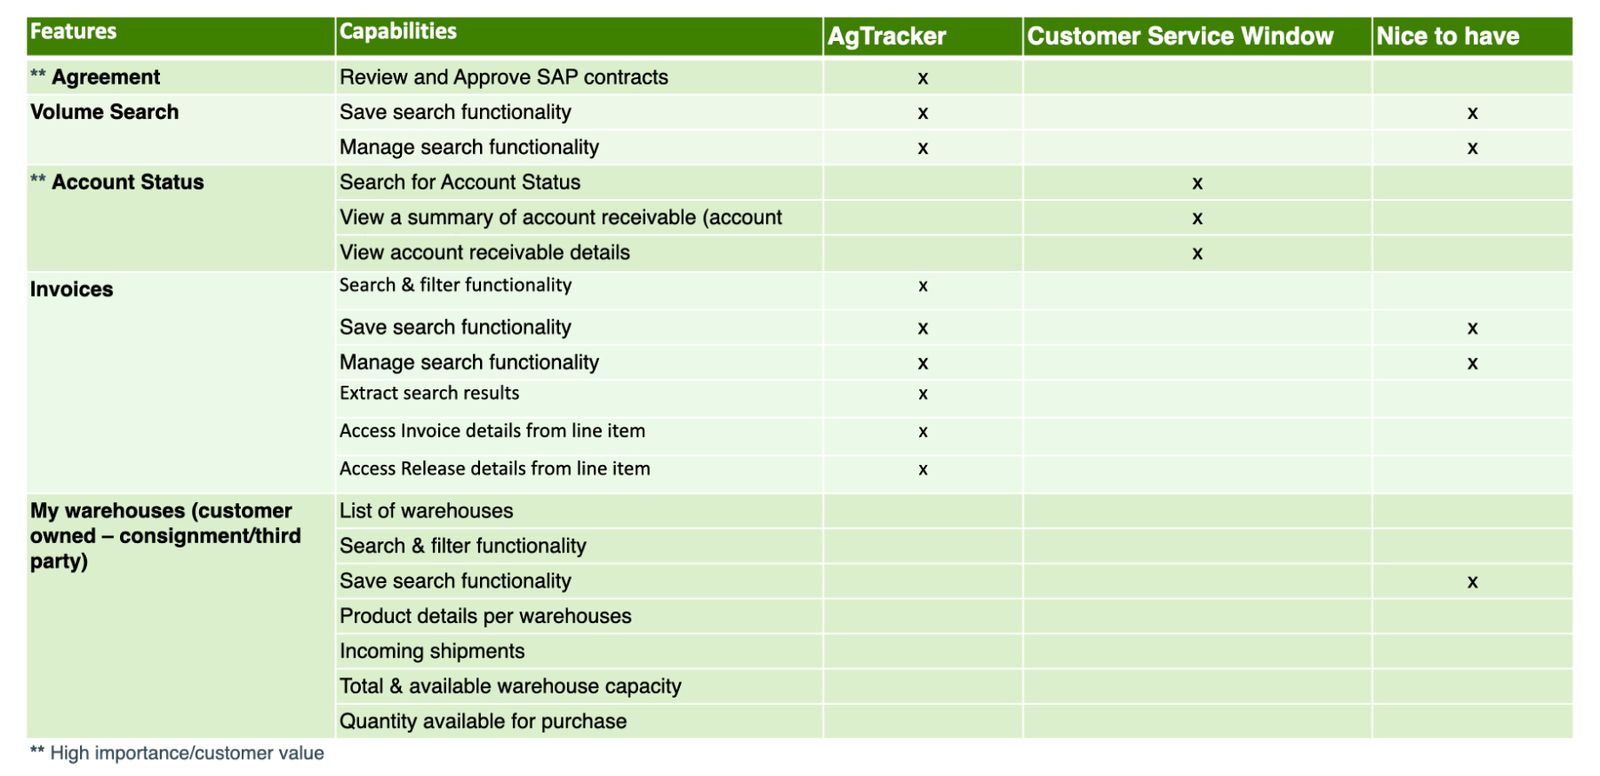 Features Capabilities AgTracker Customer Service Window Nice to have
** Agreement Review and Approve SAP contracts x
Volume Search Save search functionality x x
Manage search functionality x x
** Account Status Search for Account Status x
View a summary of account receivable (account x
View account receivable details x
Invoices Search & filter functionality x
Save search functionality x x
Manage search functionality x x
Extract search results x
Access Invoice details from line item x
Access Release details from line item x
My warehouses (customer List of warehouses
owned – consignment/third Search & filter functionality
party)
Save search functionality x
Product details per warehouses
Incoming shipments
Total & available warehouse capacity
Quantity available for purchase
** High importance/customer value